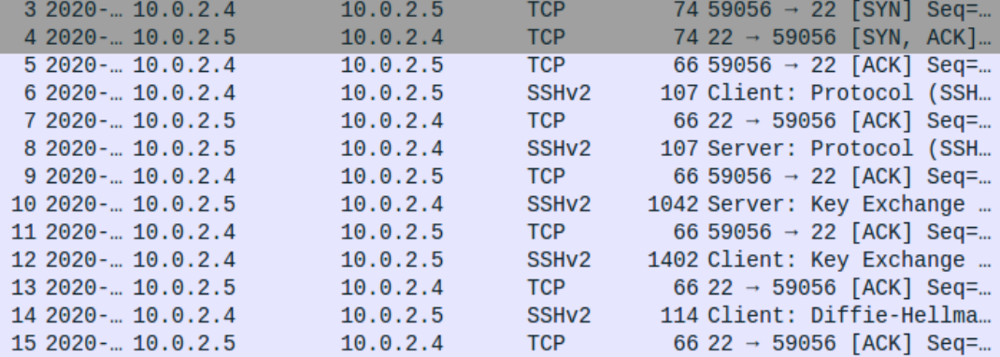 3 2020-… 10.0.2.4 10.0.2.5 TCP 74 59056 → 22 [SYN] Seq=…
4 2020-… 10.0.2.5 10.0.2.4 TCP 74 22 → 59056 [SYN, ACK]…
5 2020-… 10.0.2.4 10.0.2.5 TCP 66 59056 → 22 [ACK] Seq=…
6 2020-… 10.0.2.4 10.0.2.5 SSHv2 107 Client: Protocol (SSH…
7 2020-… 10.0.2.5 10.0.2.4 TCP 66 22 → 59056 [ACK] Seq=…
8 2020-… 10.0.2.5 10.0.2.4 SSHv2 107 Server: Protocol (SSH…
9 2020-… 10.0.2.4 10.0.2.5 TCP 66 59056 → 22 [ACK] Seq=…
10 2020-… 10.0.2.5 10.0.2.4 SSHv2 1042 Server: Key Exchange …
11 2020-… 10.0.2.4 10.0.2.5 TCP 66 59056 → 22 [ACK] Seq=…
12 2020-… 10.0.2.4 10.0.2.5 SSHv2 1402 Client: Key Exchange …
13 2020-… 10.0.2.5 10.0.2.4 TCP 66 22 → 59056 [ACK] Seq=…
14 2020-… 10.0.2.4 10.0.2.5 SSHv2 114 Client: Diffie-Hellma…
15 2020-… 10.0.2.5 10.0.2.4 TCP 66 22 → 59056 [ACK] Seq=…